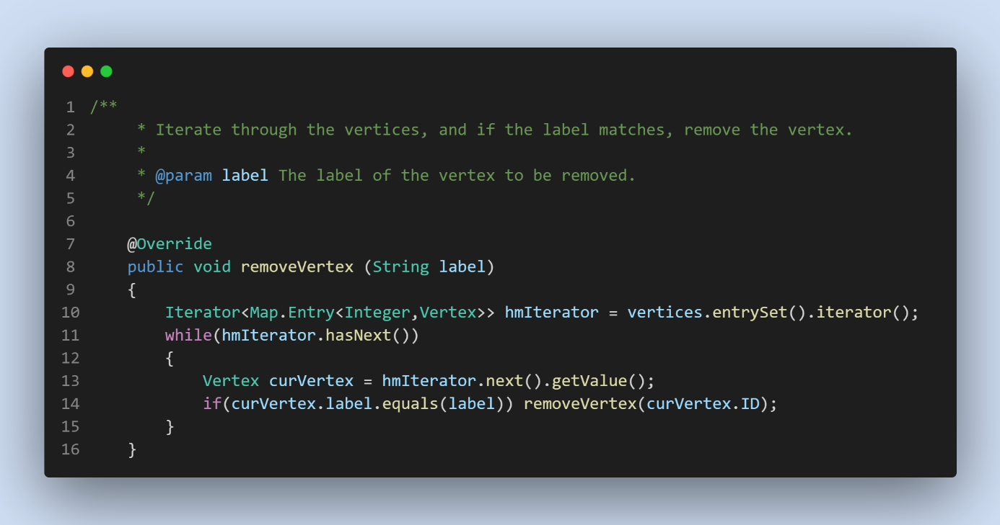 1 /**
2 * Iterate through the vertices, and if the label matches, remove the vertex.
3 *
4 * @param label The label of the vertex to be removed.
5 */
6
7 @Override
8 public void removeVertex (String label)
9 {
10 Iterator<Map.Entry<Integer,Vertex>> hmIterator = vertices.entrySet().iterator();
11 while(hmIterator.hasNext())
12 {
13 Vertex curVertex = hmIterator.next().getValue();
14 if(curVertex.label.equals(label)) removeVertex(curVertex.ID);
15 }
16 }